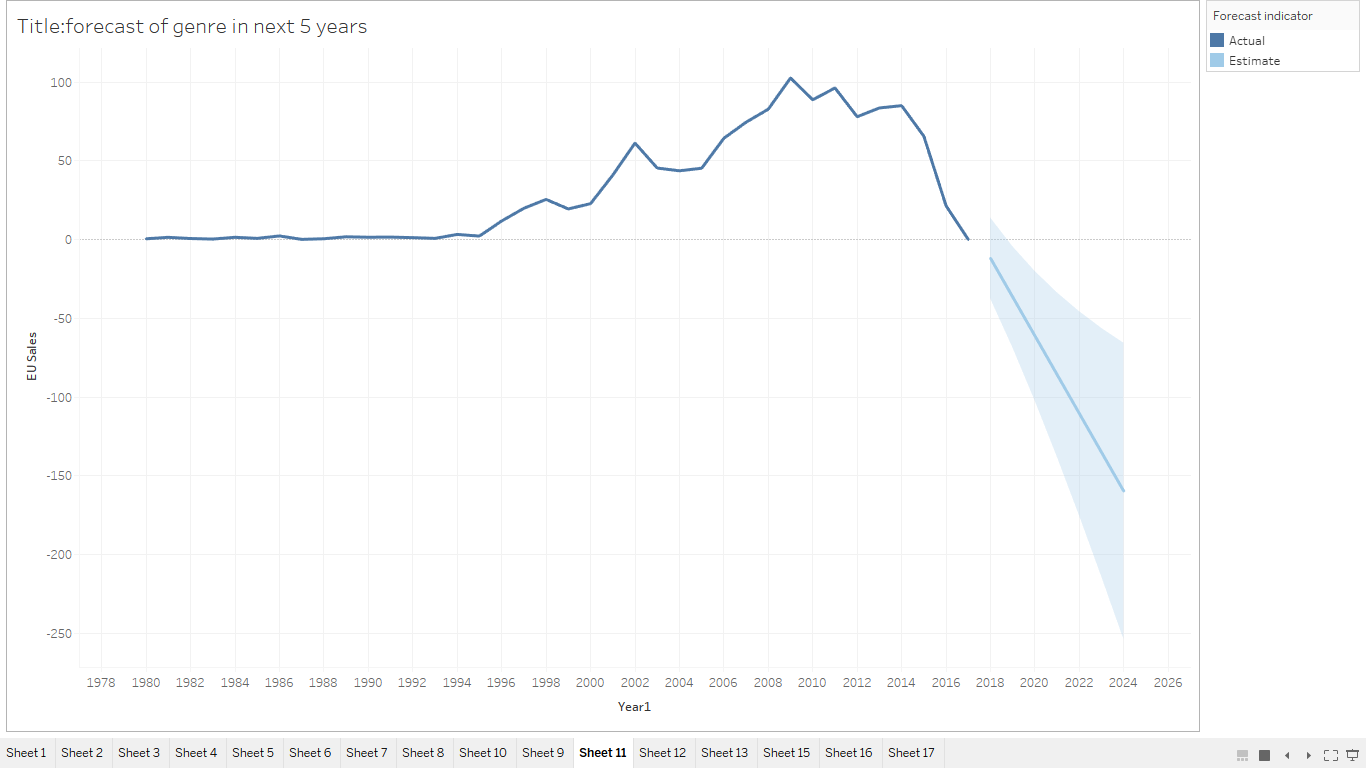 Title:forecast of genre in next 5 years
Forecast indicator
Actual
Estimate
100
50
0
-50
-100
-150
-200
-250
EU Sales
1978 1980 1982 1984 1986 1988 1990 1992 1994 1996 1998 2000 2002 2004 2006 2008 2010 2012 2014 2016 2018 2020 2022 2024 2026
Year1
Sheet 1 Sheet 2 Sheet 3 Sheet 4 Sheet 5 Sheet 6 Sheet 7 Sheet 8 Sheet 10 Sheet 9 Sheet 11 Sheet 12 Sheet 13 Sheet 15 Sheet 16 Sheet 17